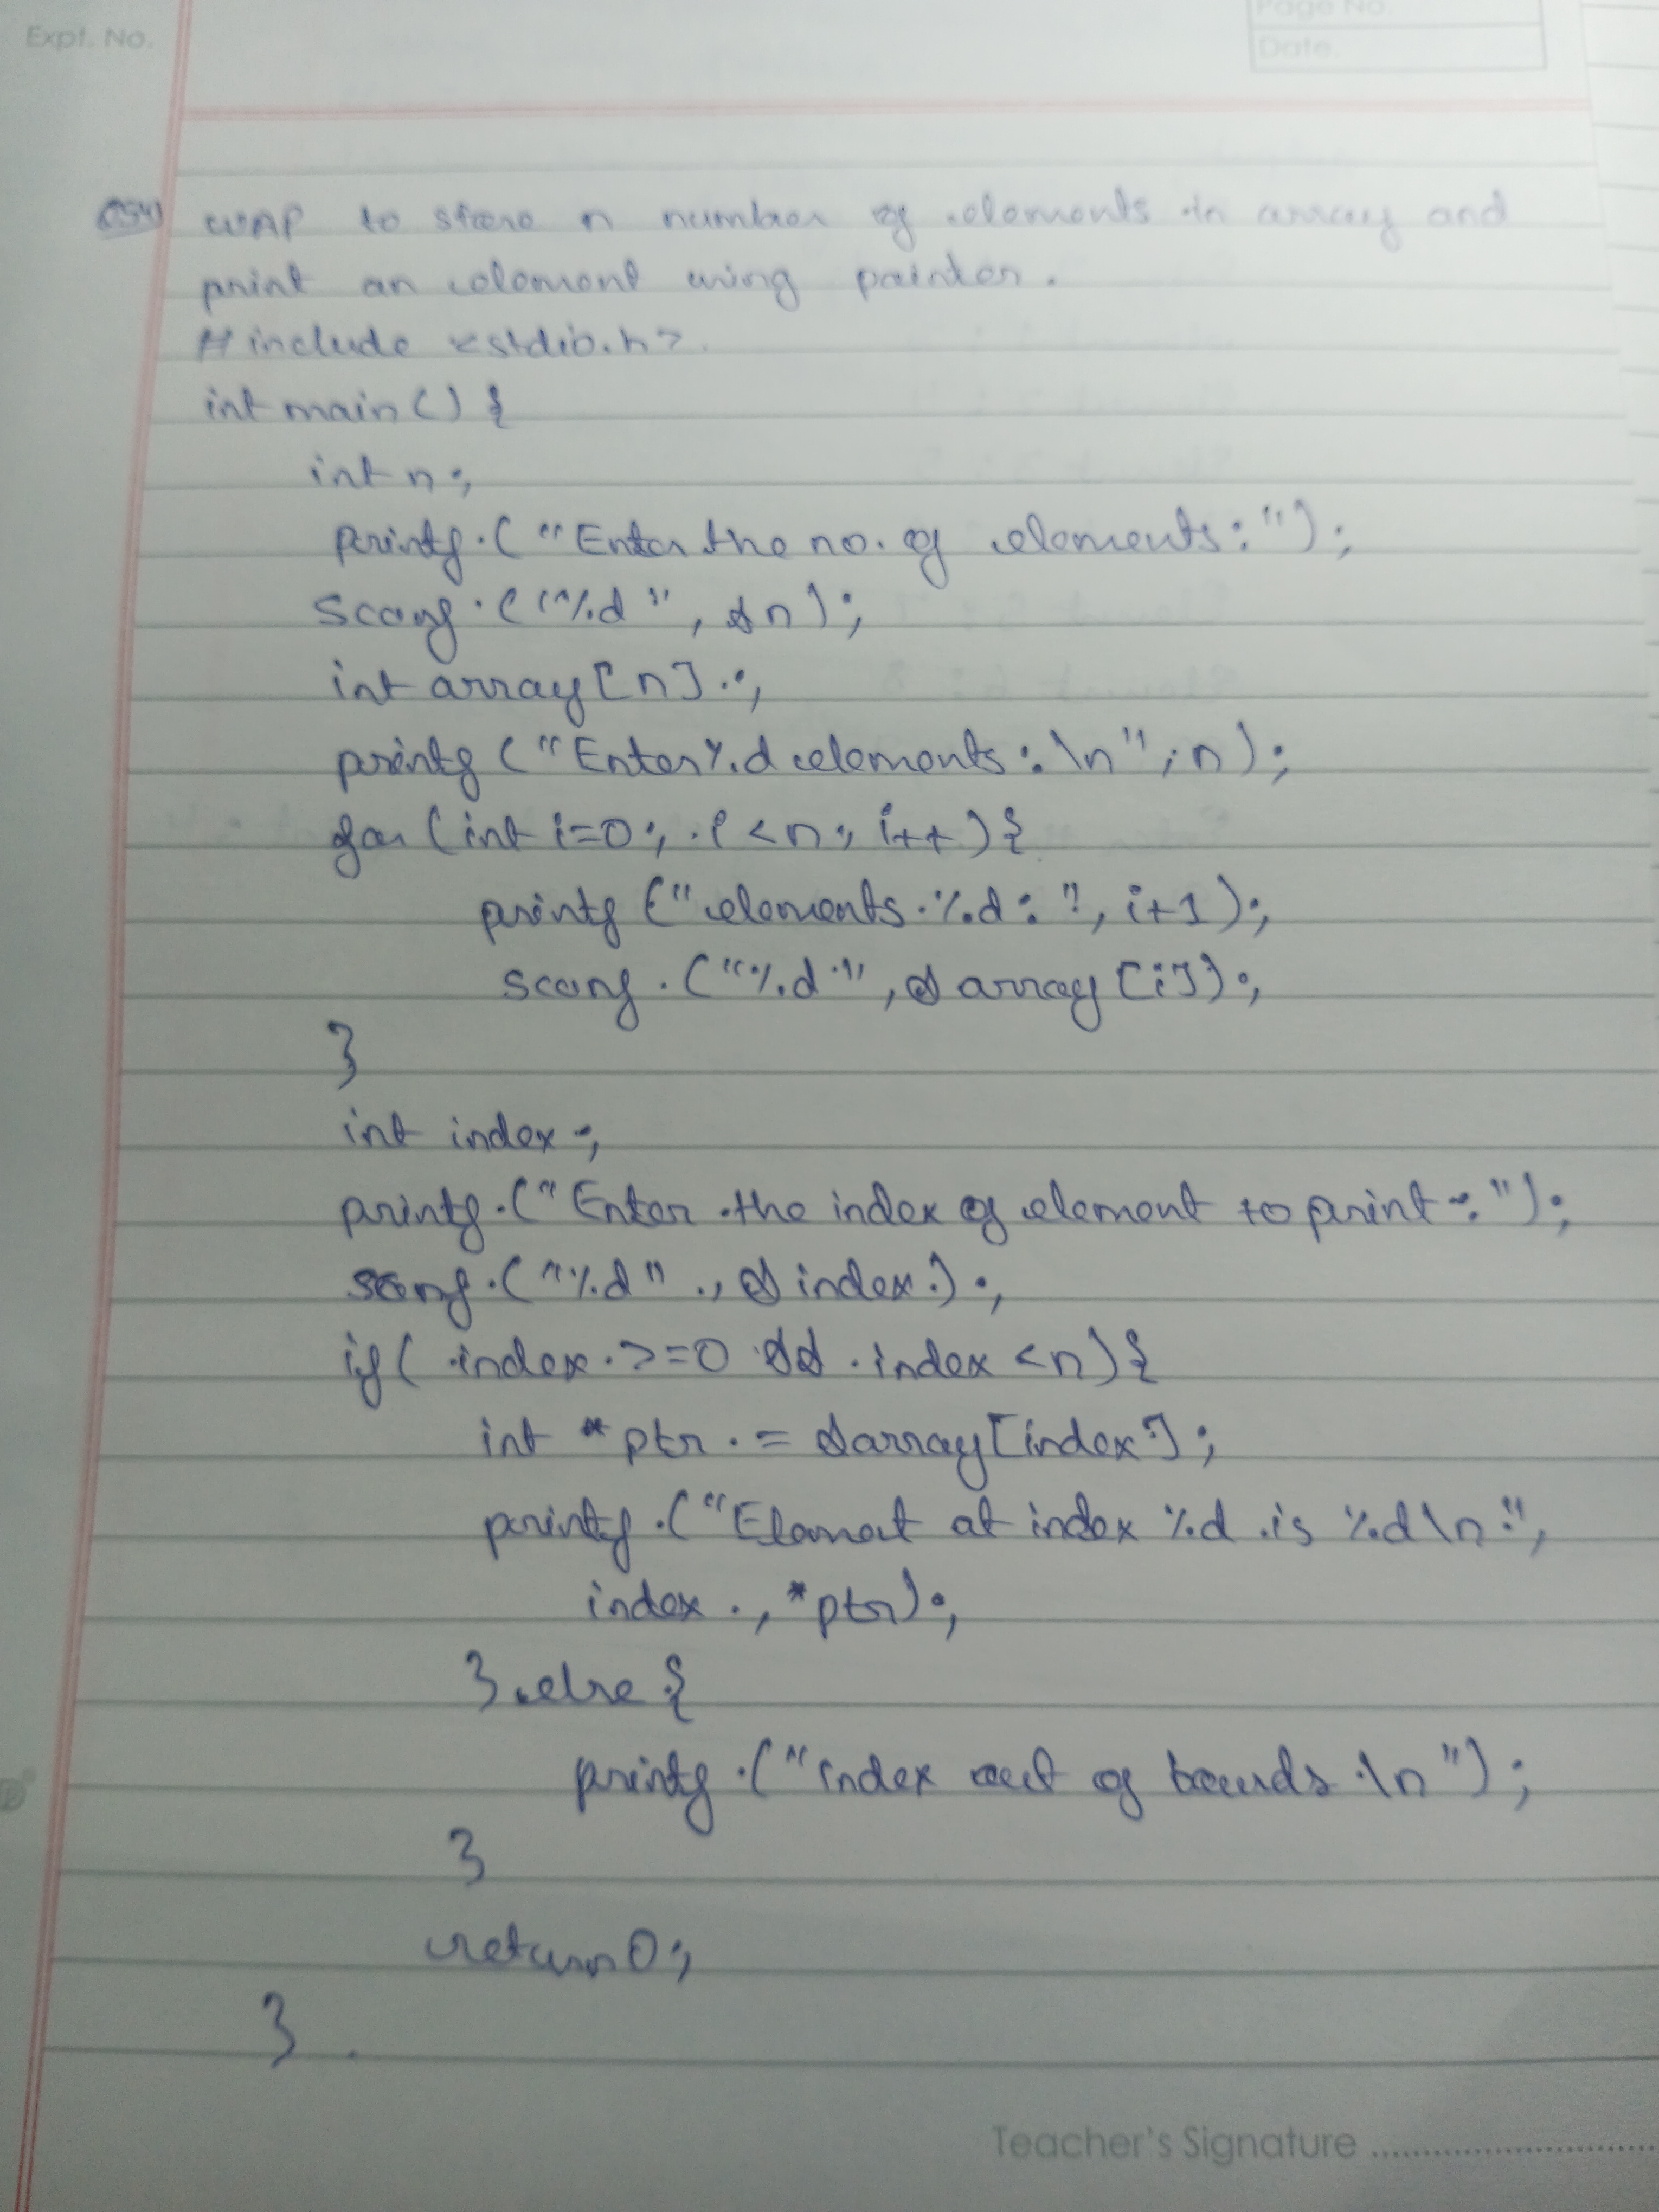 Expt. No.
Page No.
Date.
WAP to store n number of elements in array and
print an element using pointer.
#include <stdio.h>
int main() {
int n;
printf("Enter the no. of elements:");
scanf("%d", &n);
int array[n];
printf("Enter %d elements:\n", n);
for (int i=0; i<n; i++) {
printf("elements %d:", i+1);
scanf("%d", &array[i]);
}
int index;
printf("Enter the index of element to print:");
scanf("%d", &index);
if( index >=0 && index <n) {
int *ptr = &array[index];
printf("Element at index %d is %d\n",
index, *ptr);
} else {
printf("index out of bounds \n");
}
return 0;
}
Teacher's Signature ....................